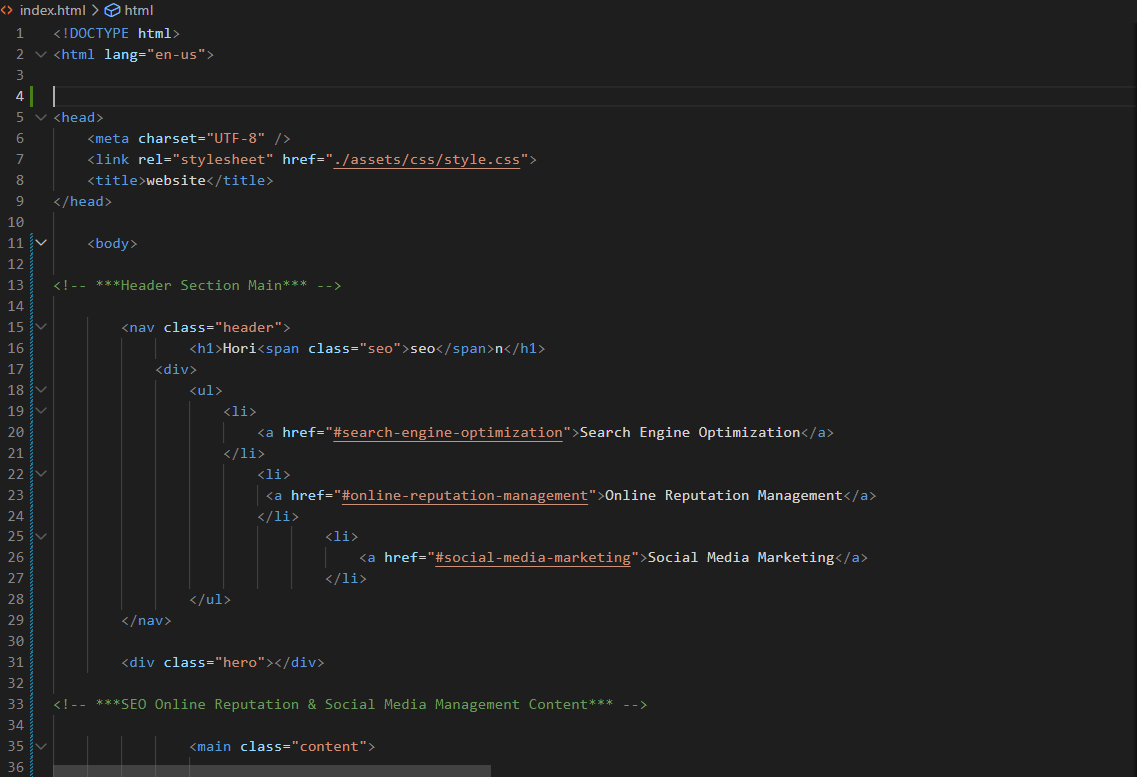 index.html > html
1 <!DOCTYPE html>
2 <html lang="en-us">
3
4
5 <head>
6     <meta charset="UTF-8" />
7     <link rel="stylesheet" href="./assets/css/style.css">
8     <title>website</title>
9 </head>
10
11     <body>
12
13 <!-- ***Header Section Main*** -->
14
15         <nav class="header">
16                 <h1>Hori<span class="seo">seo</span>n</h1>
17             <div>
18                 <ul>
19                     <li>
20                         <a href="#search-engine-optimization">Search Engine Optimization</a>
21                     </li>
22                         <li>
23                          <a href="#online-reputation-management">Online Reputation Management</a>
24                         </li>
25                                 <li>
26                                     <a href="#social-media-marketing">Social Media Marketing</a>
27                                 </li>
28                 </ul>
29         </nav>
30
31         <div class="hero"></div>
32
33 <!-- ***SEO Online Reputation & Social Media Management Content*** -->
34
35                 <main class="content">
36